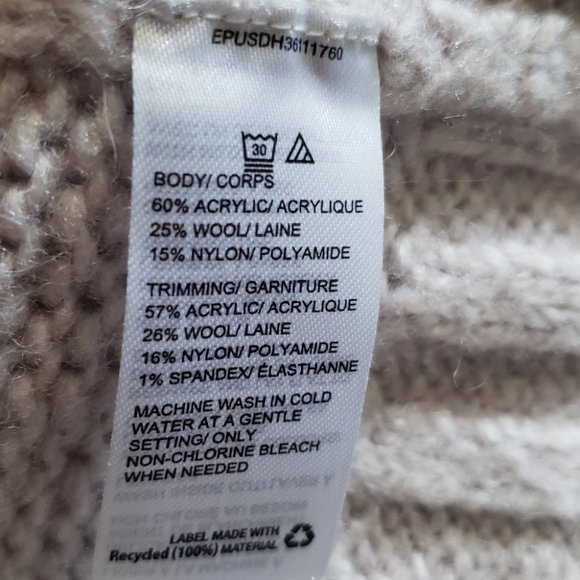 EPUSDH36111760
30
BODY/ CORPS
60% ACRYLIC/ ACRYLIQUE
25% WOOL/ LAINE
15% NYLON/ POLYAMIDE
TRIMMING/ GARNITURE
57% ACRYLIC/ ACRYLIQUE
26% WOOL/ LAINE
16% NYLON/ POLYAMIDE
1% SPANDEX/ ÉLASTHANNE
MACHINE WASH IN COLD
WATER AT A GENTLE
SETTING/ ONLY
NON-CHLORINE BLEACH
WHEN NEEDED
LABEL MADE WITH
Recycled (100%) MATERIAL